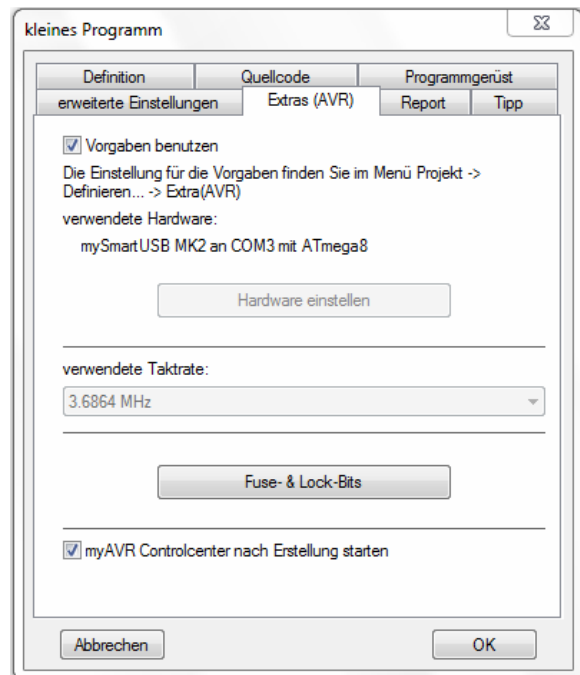 kleines Programm
Definition
Quellcode
Programmgerüst
erweiterte Einstellungen
Extras (AVR)
Report
Tipp
Vorgaben benutzen
Die Einstellung für die Vorgaben finden Sie im Menü Projekt ->
Definieren... -> Extra(AVR)
verwendete Hardware:
mySmartUSB MK2 an COM3 mit ATmega8
Hardware einstellen
verwendete Taktrate:
3.6864 MHz
Fuse- & Lock-Bits
myAVR Controlcenter nach Erstellung starten
Abbrechen
OK